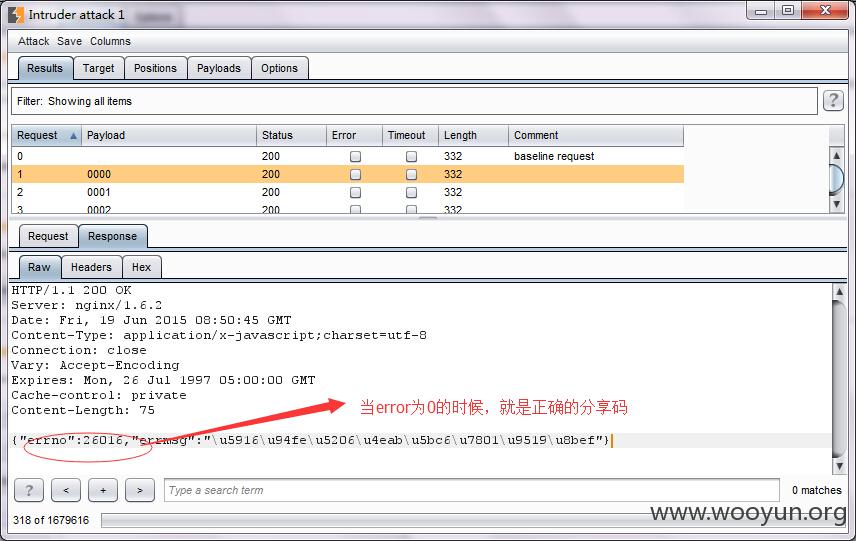 Intruder attack 1
Attack Save Columns
Results Target Positions Payloads Options
Filter: Showing all items ?
Request Payload Status Error Timeout Length Comment
0 200 332 baseline request
1 0000 200 332
2 0001 200 332
3 0002 200 332
Request Response
Raw Headers Hex
HTTP/1.1 200 OK
Server: nginx/1.6.2
Date: Fri, 19 Jun 2015 08:50:45 GMT
Content-Type: application/x-javascript;charset=utf-8
Connection: close
Vary: Accept-Encoding
Expires: Mon, 26 Jul 1997 05:00:00 GMT
Cache-control: private
Content-Length: 75
当error为0的时候，就是正确的分享码
{"errno":26016,"errmsg":"\u5916\u94fe\u5206\u4eab\u5bc6\u7801\u9519\u8bef"}
? < + > Type a search term 0 matches
318 of 1679616
www.wooyun.org